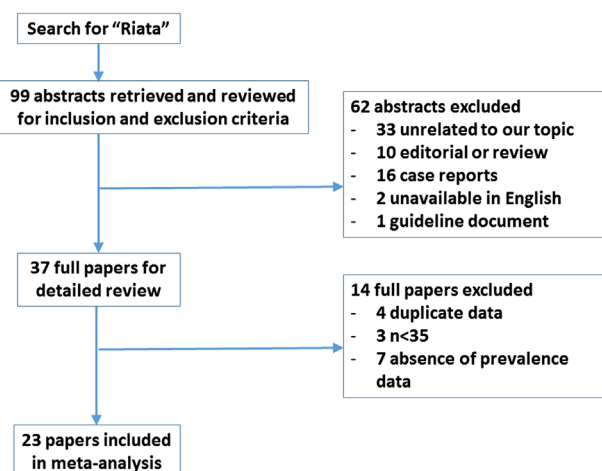 Search for “Riata”
99 abstracts retrieved and reviewed
for inclusion and exclusion criteria
62 abstracts excluded
- 33 unrelated to our topic
- 10 editorial or review
- 16 case reports
- 2 unavailable in English
- 1 guideline document
37 full papers for
detailed review
14 full papers excluded
- 4 duplicate data
- 3 n<35
- 7 absence of prevalence
data
23 papers included
in meta-analysis